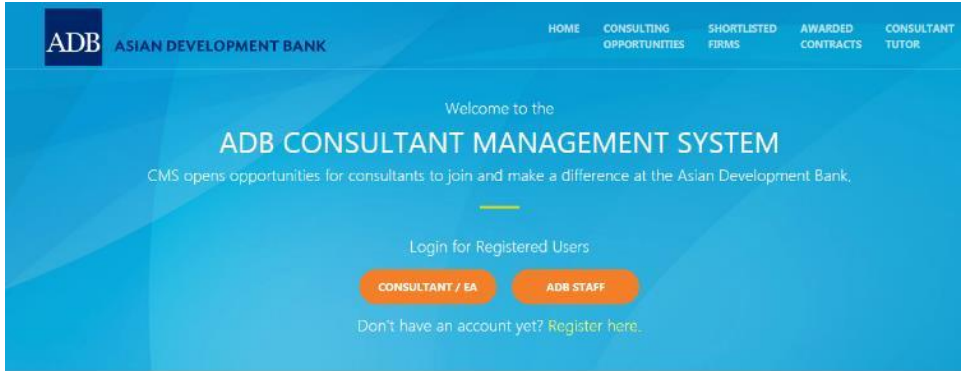 ADB ASIAN DEVELOPMENT BANK
HOME
CONSULTING
OPPORTUNITIES
SHORTLISTED
FIRMS
AWARDED
CONTRACTS
CONSULTANT
TUTOR
Welcome to the
ADB CONSULTANT MANAGEMENT SYSTEM
CMS opens opportunities for consultants to join and make a difference at the Asian Development Bank.
Login for Registered Users
CONSULTANT / EA
ADB STAFF
Don't have an account yet? Register here.